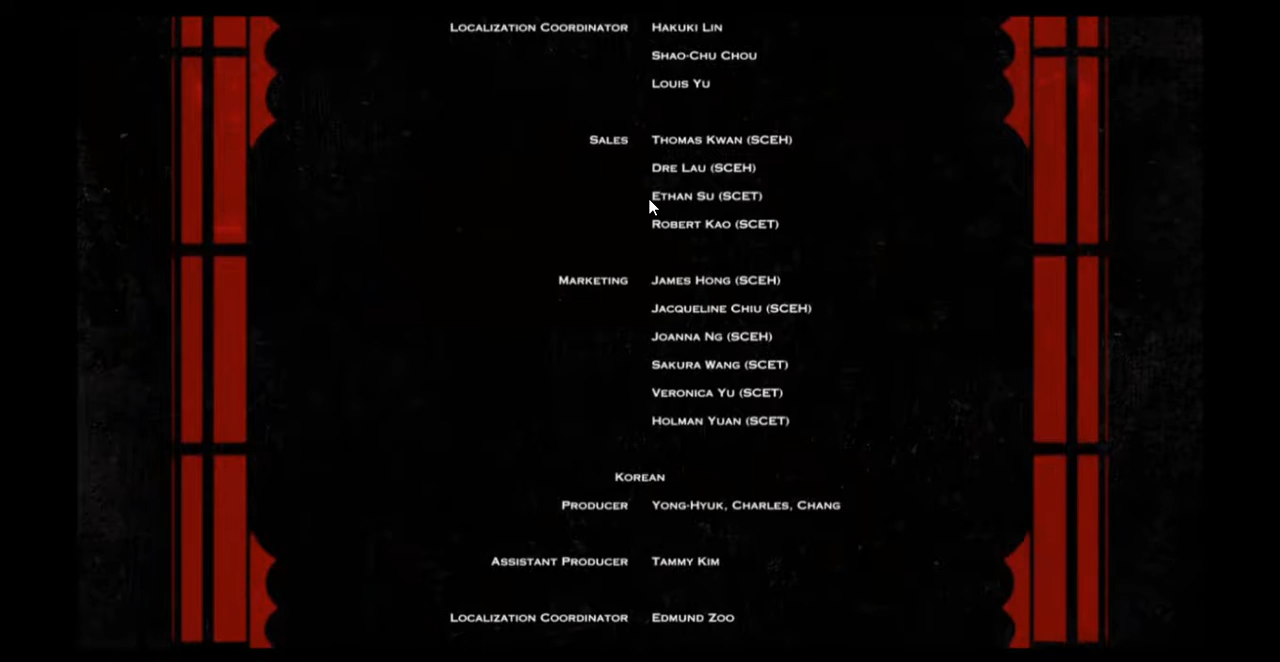 Localization Coordinator Hakuki Lin
Shao-Chu Chou
Louis Yu
Sales Thomas Kwan (SCEH)
Dre Lau (SCEH)
Ethan Su (SCET)
Robert Kao (SCET)
Marketing James Hong (SCEH)
Jacqueline Chiu (SCEH)
Joanna Ng (SCEH)
Sakura Wang (SCET)
Veronica Yu (SCET)
Holman Yuan (SCET)
Korean
Producer Yong-Hyuk, Charles, Chang
Assistant Producer Tammy Kim
Localization Coordinator Edmund Zoo